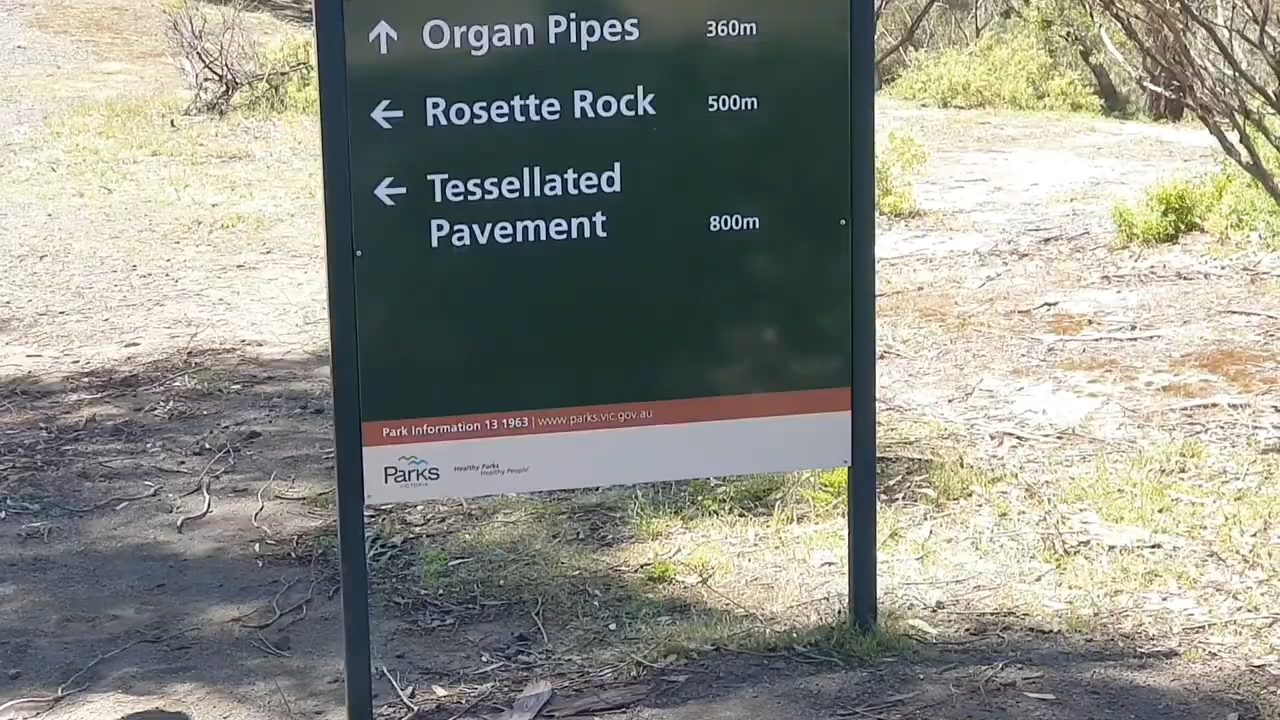 ↑ Organ Pipes 360m
← Rosette Rock 500m
← Tessellated
Pavement 800m
Park Information 13 1963 | www.parks.vic.gov.au
Parks
VICTORIA
Healthy Parks
Healthy People